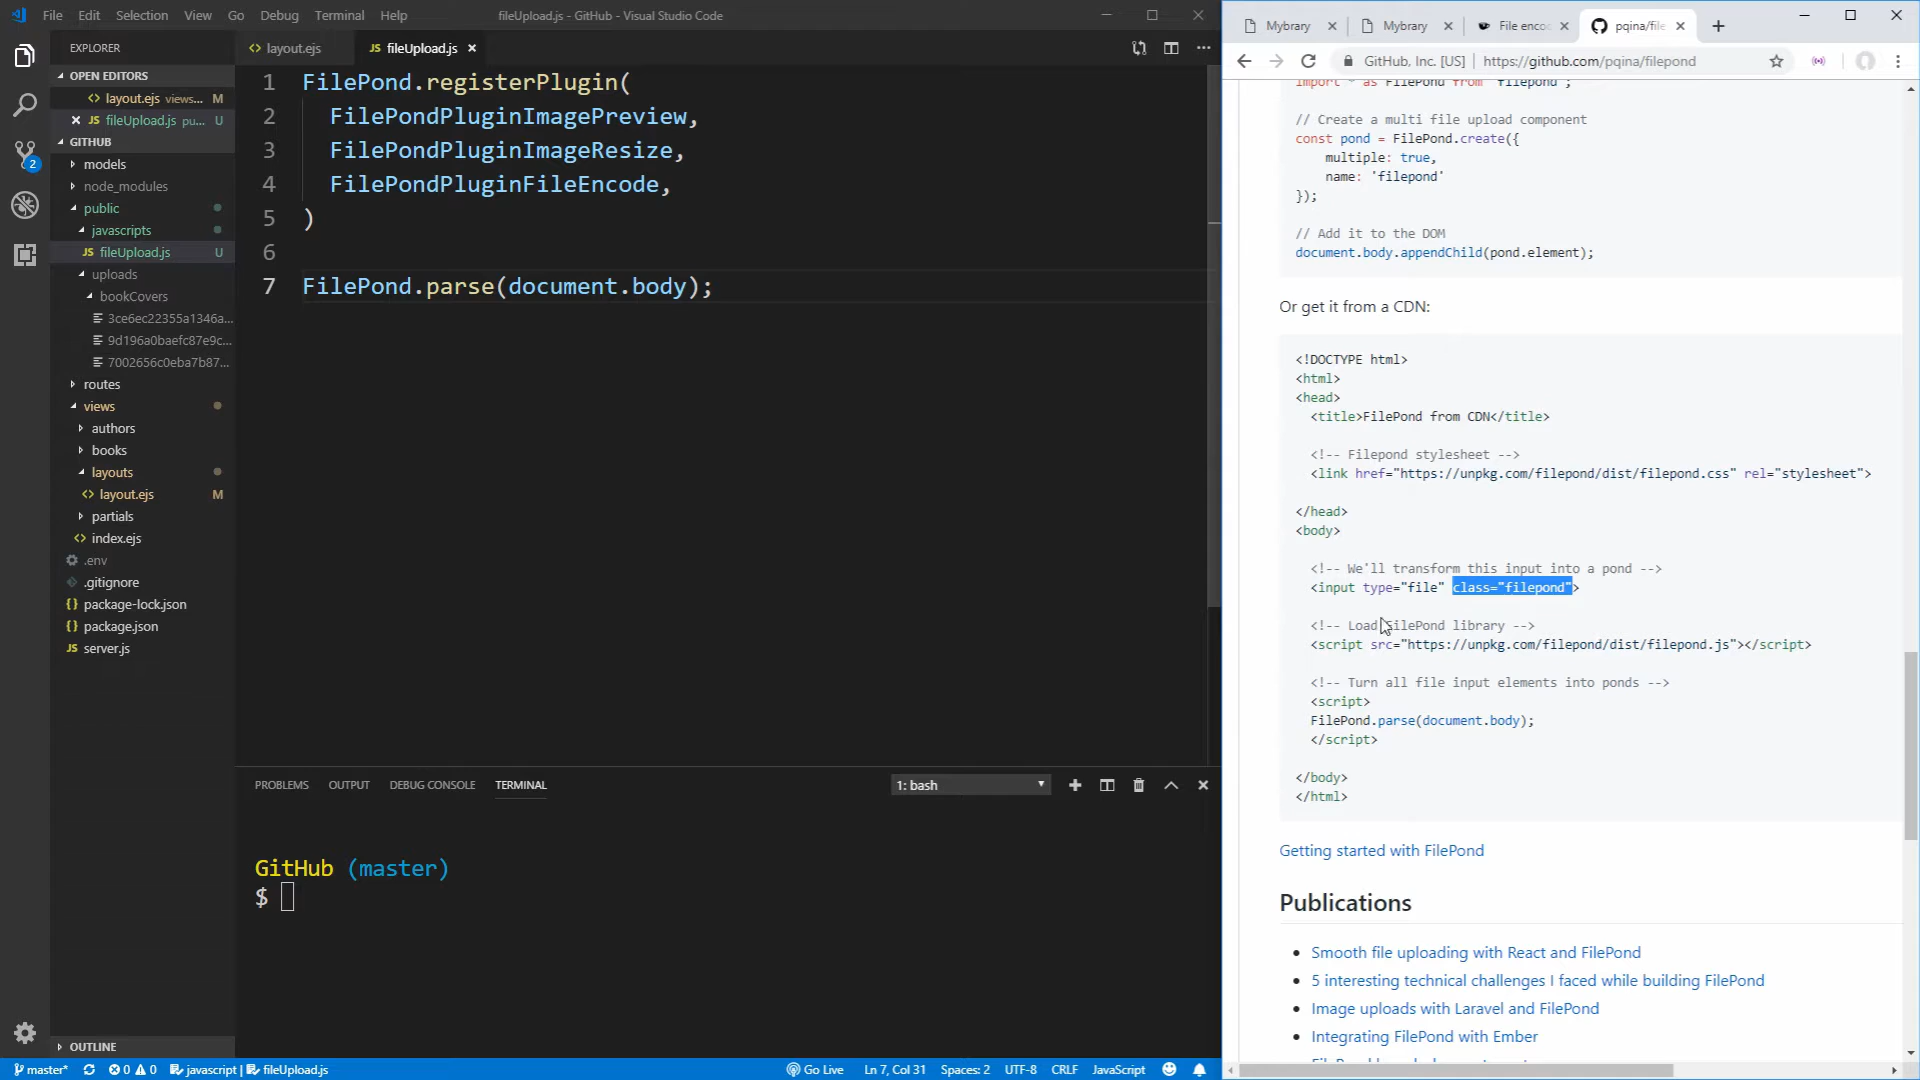 File Edit Selection View Go Debug Terminal Help
fileUpload.js - GitHub - Visual Studio Code
EXPLORER
OPEN EDITORS
layout.ejs views... M
JS fileUpload.js pu... U
GITHUB
models
node_modules
public
javascripts
JS fileUpload.js U
uploads
bookCovers
3ce6ec22355a1346a...
9d196a0baefc87e9c...
7002656c0eba7b87...
routes
views
authors
books
layouts
layout.ejs M
partials
index.ejs
.env
.gitignore
package-lock.json
package.json
JS server.js
OUTLINE
2
layout.ejs
JS fileUpload.js
1 FilePond.registerPlugin(
2 FilePondPluginImagePreview,
3 FilePondPluginImageResize,
4 FilePondPluginFileEncode,
5 )
6
7 FilePond.parse(document.body);
PROBLEMS OUTPUT DEBUG CONSOLE TERMINAL
1: bash
GitHub (master)
$
master* 0 0 javascript | fileUpload.js
Go Live Ln 7, Col 31 Spaces: 2 UTF-8 CRLF JavaScript
Mybrary Mybrary File enco pqina/file
GitHub, Inc. [US] https://github.com/pqina/filepond
import * as FilePond from 'filepond';
// Create a multi file upload component
const pond = FilePond.create({
multiple: true,
name: 'filepond'
});
// Add it to the DOM
document.body.appendChild(pond.element);
Or get it from a CDN:
<!DOCTYPE html>
<html>
<head>
<title>FilePond from CDN</title>
<!-- Filepond stylesheet -->
<link href="https://unpkg.com/filepond/dist/filepond.css" rel="stylesheet">
</head>
<body>
<!-- We'll transform this input into a pond -->
<input type="file" class="filepond">
<!-- Load FilePond library -->
<script src="https://unpkg.com/filepond/dist/filepond.js"></script>
<!-- Turn all file input elements into ponds -->
<script>
FilePond.parse(document.body);
</script>
</body>
</html>
Getting started with FilePond
Publications
Smooth file uploading with React and FilePond
5 interesting technical challenges I faced while building FilePond
Image uploads with Laravel and FilePond
Integrating FilePond with Ember